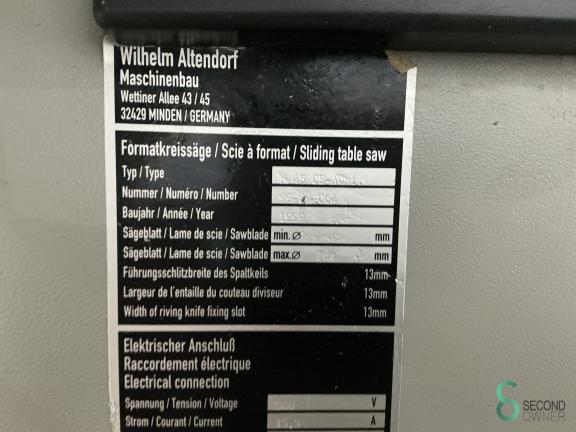 Wilhelm Altendorf
Maschinenbau
Wettiner Allee 43 / 45
32429 MINDEN / GERMANY
Formatkreissäge / Scie à format / Sliding table saw
Typ / Type
Nummer / Numéro / Number
Baujahr / Année / Year 1999
Sägeblatt / Lame de scie / Sawblade min. ⌀ mm
Sägeblatt / Lame de scie / Sawblade max. ⌀ mm
Führungsschlitzbreite des Spaltkeils 13mm
Largeur de l'entaille du couteau diviseur 13mm
Width of riving knife fixing slot 13mm
Elektrischer Anschluß
Raccordement électrique
Electrical connection
Spannung / Tension / Voltage V
Strom / Courant / Current A
SECOND
OWNER